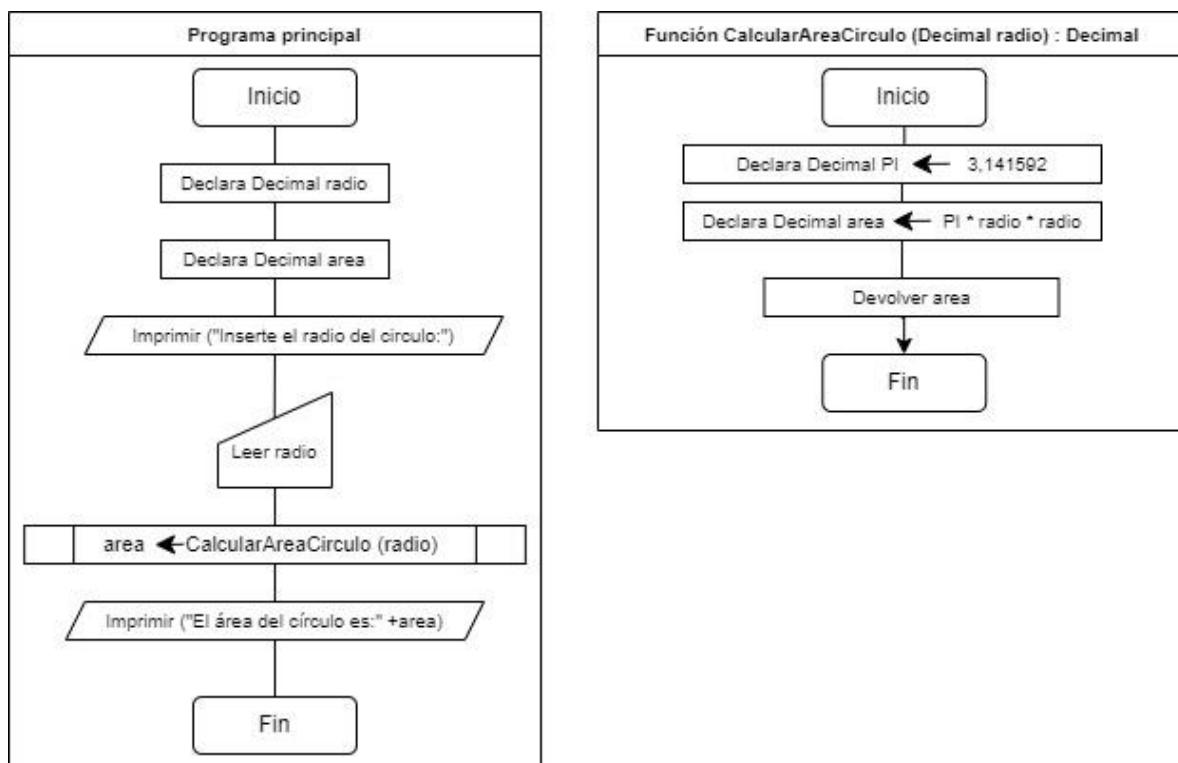 Programa principal
Inicio
Declara Decimal radio
Declara Decimal area
Imprimir ("Inserte el radio del circulo:")
Leer radio
area CalcularAreaCirculo (radio)
Imprimir ("El área del círculo es:" +area)
Fin
Función CalcularAreaCirculo (Decimal radio) : Decimal
Inicio
Declara Decimal PI 3,141592
Declara Decimal area PI * radio * radio
Devolver area
Fin